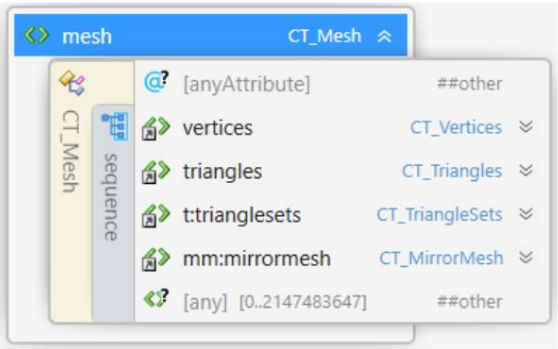 mesh CT_Mesh
CT_Mesh
sequence
@? [anyAttribute] ##other
vertices CT_Vertices
triangles CT_Triangles
t:trianglesets CT_TriangleSets
mm:mirrormesh CT_MirrorMesh
[any] [0..2147483647] ##other